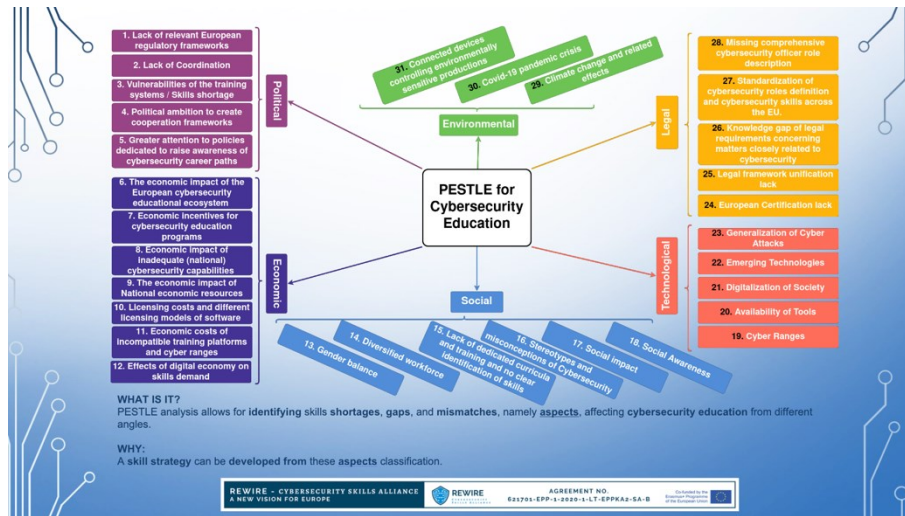 1. Lack of relevant European
regulatory frameworks
2. Lack of Coordination
3. Vulnerabilities of the training
systems / Skills shortage
4. Political ambition to create
cooperation frameworks
5. Greater attention to policies
dedicated to raise awareness of
cybersecurity career paths
Political
6. The economic impact of the
European cybersecurity
educational ecosystem
7. Economic incentives for
cybersecurity education
programs
8. Economic impact of
inadequate (national)
cybersecurity capabilities
9. The economic impact of
National economic resources
10. Licensing costs and different
licensing models of software
11. Economic costs of
incompatible training platforms
and cyber ranges
12. Effects of digital economy on
skills demand
Economic
31. Connected devices
controlling environmentally
sensitive productions
30. Covid-19 pandemic crisis
29. Climate change and related
effects
Environmental
PESTLE for
Cybersecurity
Education
Social
13. Gender balance
14. Diversified workforce
15. Lack of dedicated curricula
and training and no clear
identification of skills
16. Stereotypes and
misconceptions of Cybersecurity
17. Social impact
18. Social Awareness
Legal
28. Missing comprehensive
cybersecurity officer role
description
27. Standardization of
cybersecurity roles definition
and cybersecurity skills across
the EU.
26. Knowledge gap of legal
requirements concerning
matters closely related to
cybersecurity
25. Legal framework unification
lack
24. European Certification lack
Technological
23. Generalization of Cyber
Attacks
22. Emerging Technologies
21. Digitalization of Society
20. Availability of Tools
19. Cyber Ranges
WHAT IS IT?
PESTLE analysis allows for identifying skills shortages, gaps, and mismatches, namely aspects, affecting cybersecurity education from different
angles.
WHY:
A skill strategy can be developed from these aspects classification.
REWIRE - CYBERSECURITY SKILLS ALLIANCE
A NEW VISION FOR EUROPE
REWIRE
AGREEMENT NO.
621701-EPP-1-2020-1-LT-EPPKA2-SSA-B
Co-funded by the
Erasmus+ Programme
of the European Union